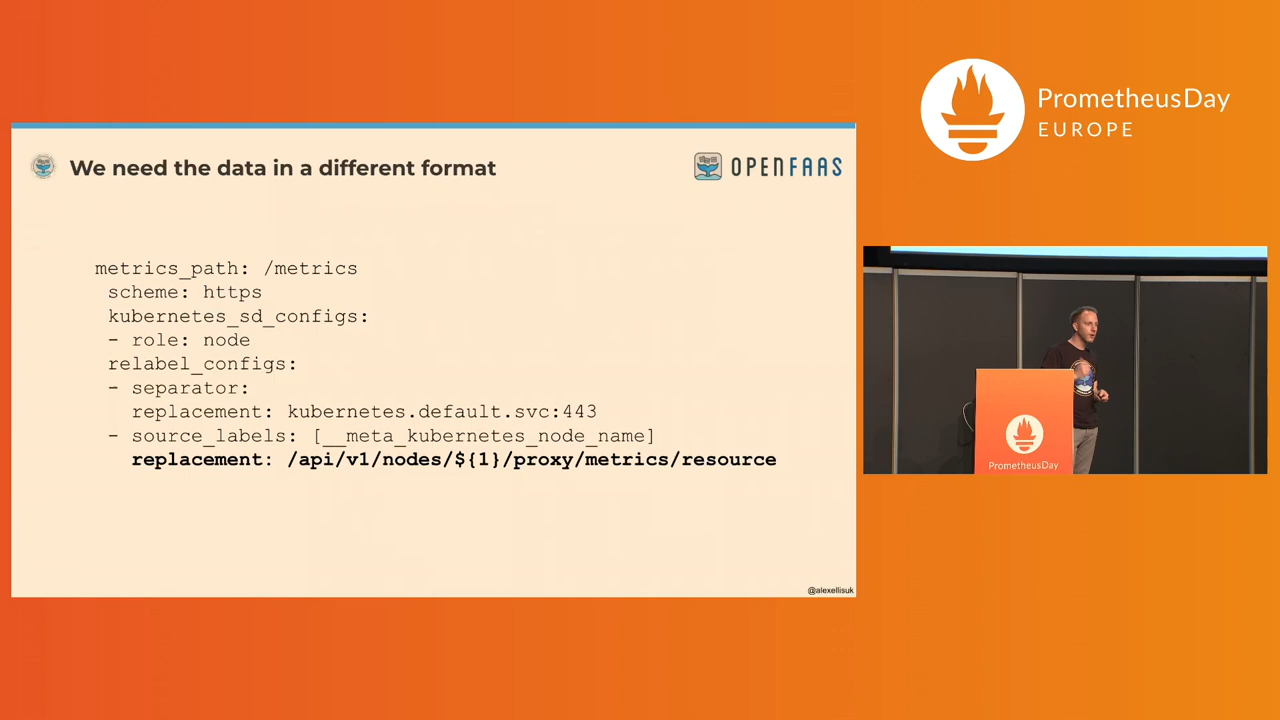 PrometheusDay
EUROPE
We need the data in a different format
OPENFAAS
metrics_path: /metrics
scheme: https
kubernetes_sd_configs:
- role: node
relabel_configs:
- separator:
replacement: kubernetes.default.svc:443
- source_labels: [__meta_kubernetes_node_name]
replacement: /api/v1/nodes/${1}/proxy/metrics/resource
@alexellisuk
PrometheusDay